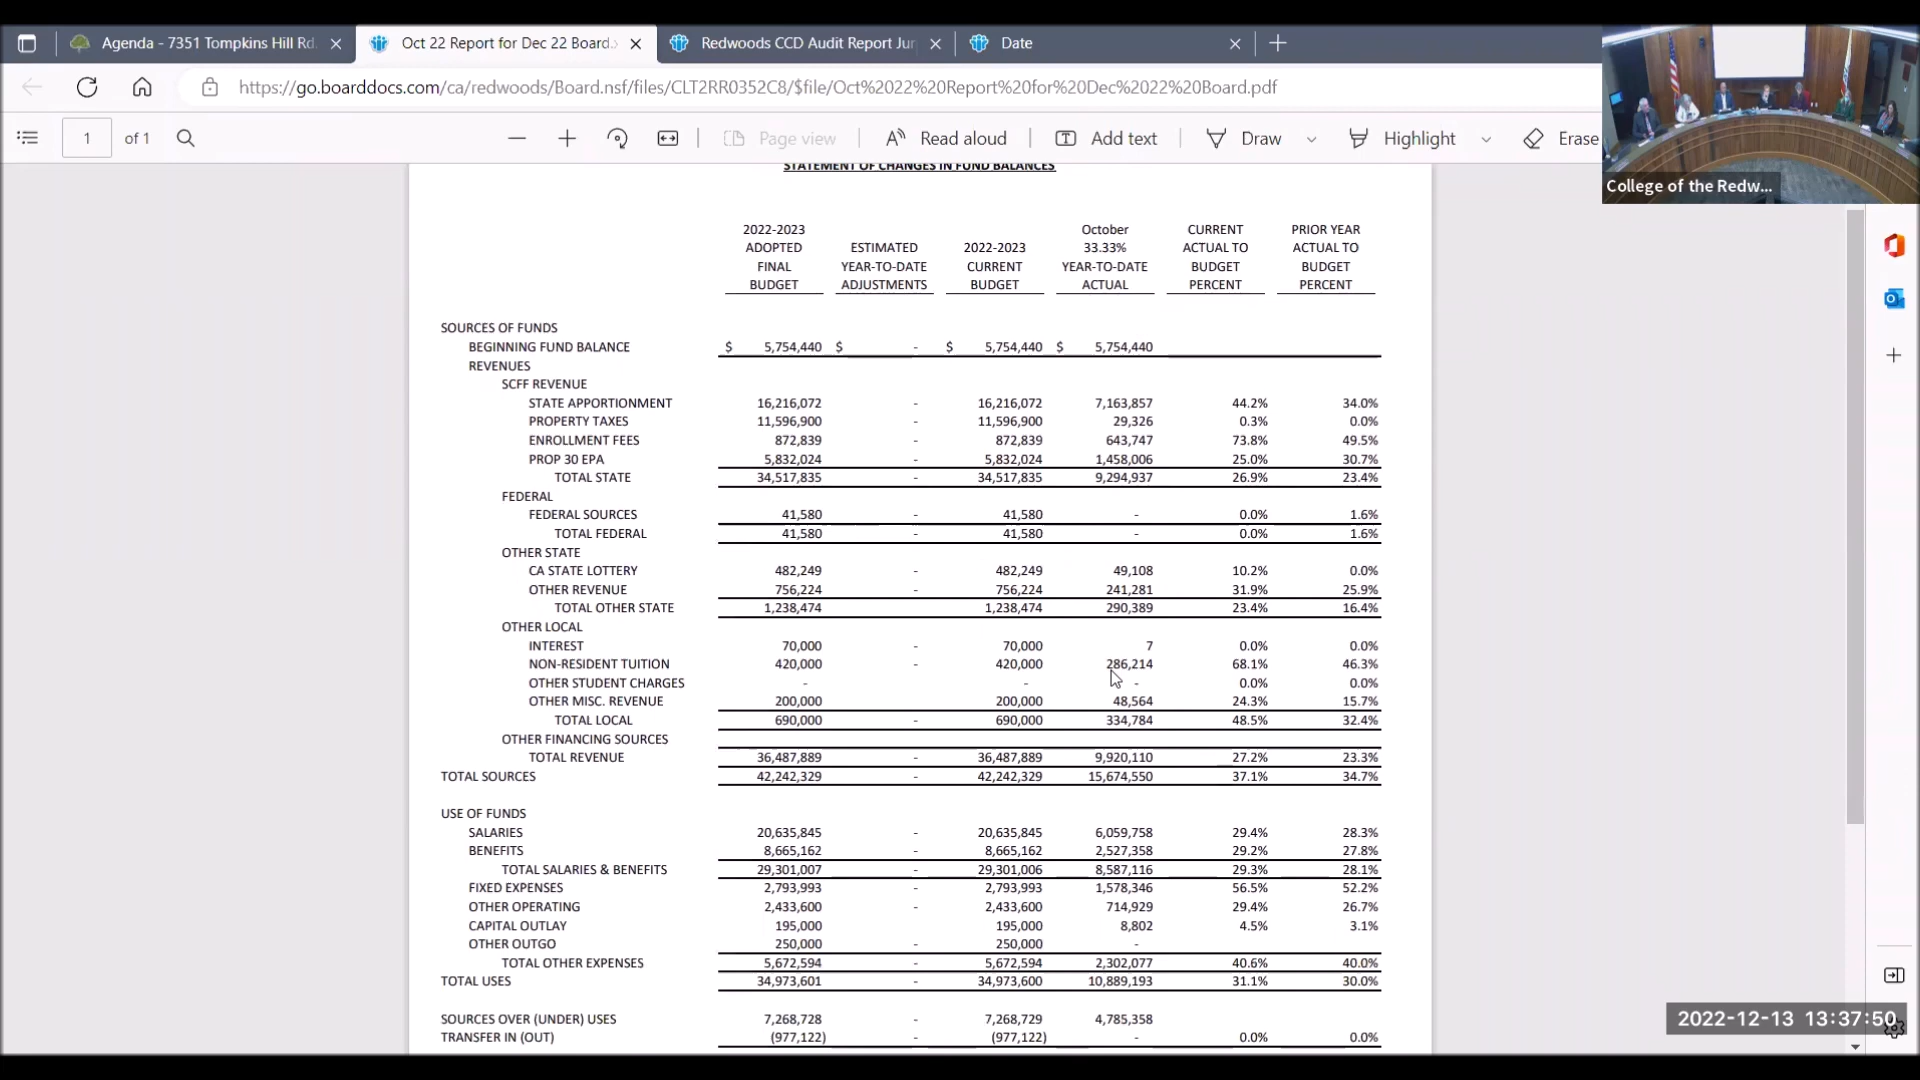 Agenda - 7351 Tompkins Hill Rd.
Oct 22 Report for Dec 22 Board.
Redwoods CCD Audit Report Jun
Date
https://go.boarddocs.com/ca/redwoods/Board.nsf/files/CLT2RR0352C8/$file/Oct%2022%20Report%20for%20Dec%2022%20Board.pdf
1 of 1 Page view Read aloud Add text Draw Highlight Erase
College of the Redw...
STATEMENT OF CHANGES IN FUND BALANCES
2022-2023 October CURRENT PRIOR YEAR
ADOPTED ESTIMATED 2022-2023 33.33% ACTUAL TO ACTUAL TO
FINAL YEAR-TO-DATE CURRENT YEAR-TO-DATE BUDGET BUDGET
BUDGET ADJUSTMENTS BUDGET ACTUAL PERCENT PERCENT
SOURCES OF FUNDS
BEGINNING FUND BALANCE $ 5,754,440 $ - $ 5,754,440 $ 5,754,440
REVENUES
SCFF REVENUE
STATE APPORTIONMENT 16,216,072 - 16,216,072 7,163,857 44.2% 34.0%
PROPERTY TAXES 11,596,900 - 11,596,900 29,326 0.3% 0.0%
ENROLLMENT FEES 872,839 - 872,839 643,747 73.8% 49.5%
PROP 30 EPA 5,832,024 - 5,832,024 1,458,006 25.0% 30.7%
TOTAL STATE 34,517,835 - 34,517,835 9,294,937 26.9% 23.4%
FEDERAL
FEDERAL SOURCES 41,580 - 41,580 - 0.0% 1.6%
TOTAL FEDERAL 41,580 - 41,580 - 0.0% 1.6%
OTHER STATE
CA STATE LOTTERY 482,249 - 482,249 49,108 10.2% 0.0%
OTHER REVENUE 756,224 - 756,224 241,281 31.9% 25.9%
TOTAL OTHER STATE 1,238,474 - 1,238,474 290,389 23.4% 16.4%
OTHER LOCAL
INTEREST 70,000 - 70,000 7 0.0% 0.0%
NON-RESIDENT TUITION 420,000 - 420,000 286,214 68.1% 46.3%
OTHER STUDENT CHARGES - - - 0.0% 0.0%
OTHER MISC. REVENUE 200,000 200,000 48,564 24.3% 15.7%
TOTAL LOCAL 690,000 - 690,000 334,784 48.5% 32.4%
OTHER FINANCING SOURCES
TOTAL REVENUE 36,487,889 - 36,487,889 9,920,110 27.2% 23.3%
TOTAL SOURCES 42,242,329 - 42,242,329 15,674,550 37.1% 34.7%
USE OF FUNDS
SALARIES 20,635,845 - 20,635,845 6,059,758 29.4% 28.3%
BENEFITS 8,665,162 - 8,665,162 2,527,358 29.2% 27.8%
TOTAL SALARIES & BENEFITS 29,301,007 - 29,301,006 8,587,116 29.3% 28.1%
FIXED EXPENSES 2,793,993 - 2,793,993 1,578,346 56.5% 52.2%
OTHER OPERATING 2,433,600 - 2,433,600 714,929 29.4% 26.7%
CAPITAL OUTLAY 195,000 - 195,000 8,802 4.5% 3.1%
OTHER OUTGO 250,000 - 250,000 -
TOTAL OTHER EXPENSES 5,672,594 - 5,672,594 2,302,077 40.6% 40.0%
TOTAL USES 34,973,601 - 34,973,600 10,889,193 31.1% 30.0%
SOURCES OVER (UNDER) USES 7,268,728 - 7,268,729 4,785,358
TRANSFER IN (OUT) (977,122) - (977,122) - 0.0% 0.0%
2022-12-13 13:37:50